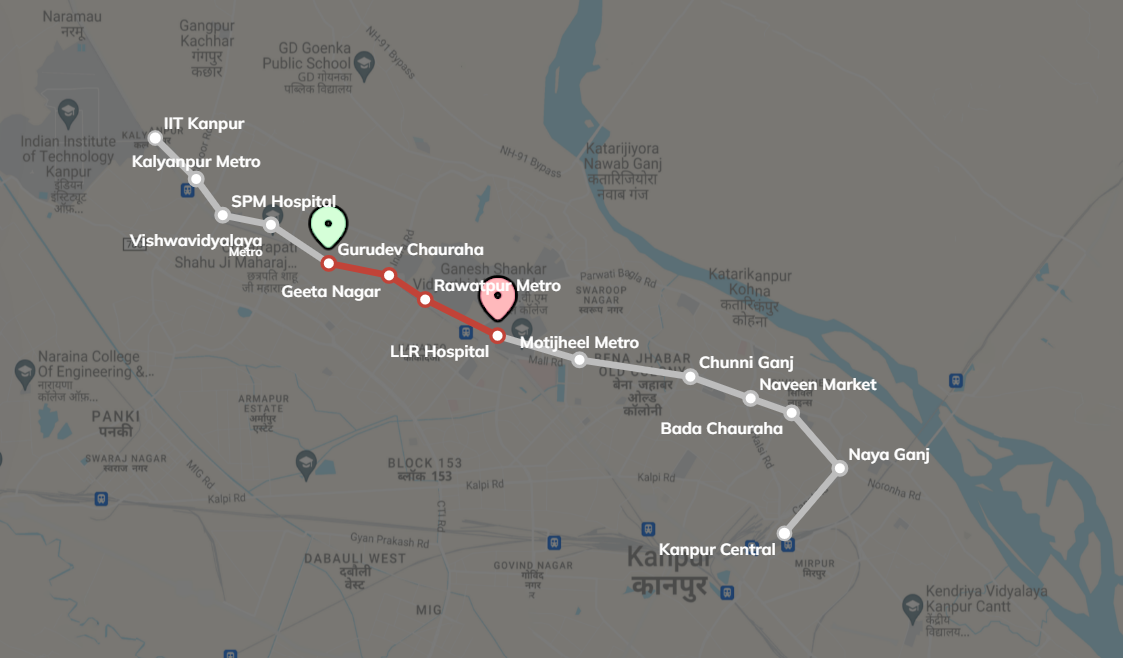 Naramau
नरमू
Gangpur
Kachhar
गंगपुर
कछार
NH-91 Bypass
GD Goenka
Public School
GD गोयनका
पब्लिक विद्यालय
IIT Kanpur
Indian Institute
of Technology
Kanpur
इंडियन
इंस्टिट्यूट
ऑफ़...
Kalyanpur Metro
NH-91 Bypass
Katarijiyora
Nawab Ganj
कतारिजियोरा
नवाब गंज
SPM Hospital
Vishwavidyalaya
Metro
Shahu Ji Maharaj...
छत्रपति शाहू
जी महारा
Gurudev Chauraha
Geeta Nagar
Ganesh Shankar
Rawatpur Metro
कॉलेज
Parwati Bagla Rd
SWAROOP
NAGAR
स्वरूप नगर
Katarikanpur
Kohna
कतारिकंपुर
कोहना
LLR Hospital
Motijheel Metro
Mall Rd
BENA JHABAR
OLD COLONY
बेना जहाबर
ओल्ड
कॉलोनी
Chunni Ganj
Naveen Market
Bada Chauraha
Naraina College
Of Engineering &...
नारायणा
कॉलेज ऑफ़...
PANKI
पनकी
ARMAPUR
ESTATE
अर्मापुर
एस्टेट
SWARAJ NAGAR
स्वराज नगर
MIG Rd
BLOCK 153
ब्लॉक 153
Kalpi Rd
Kalpi Rd
Kalpi Rd
Naya Ganj
Noronha Rd
CTI Rd
Gyan Prakash Rd
Kanpur Central
Kanpur
कानपुर
DABAULI WEST
दबौली
वेस्ट
GOVIND NAGAR
गोबिंद
नगर
न
MIRPUR
मिरपुर
MIG
Kendriya Vidyalaya
Kanpur Cantt
केंद्रीय
विद्यालय...